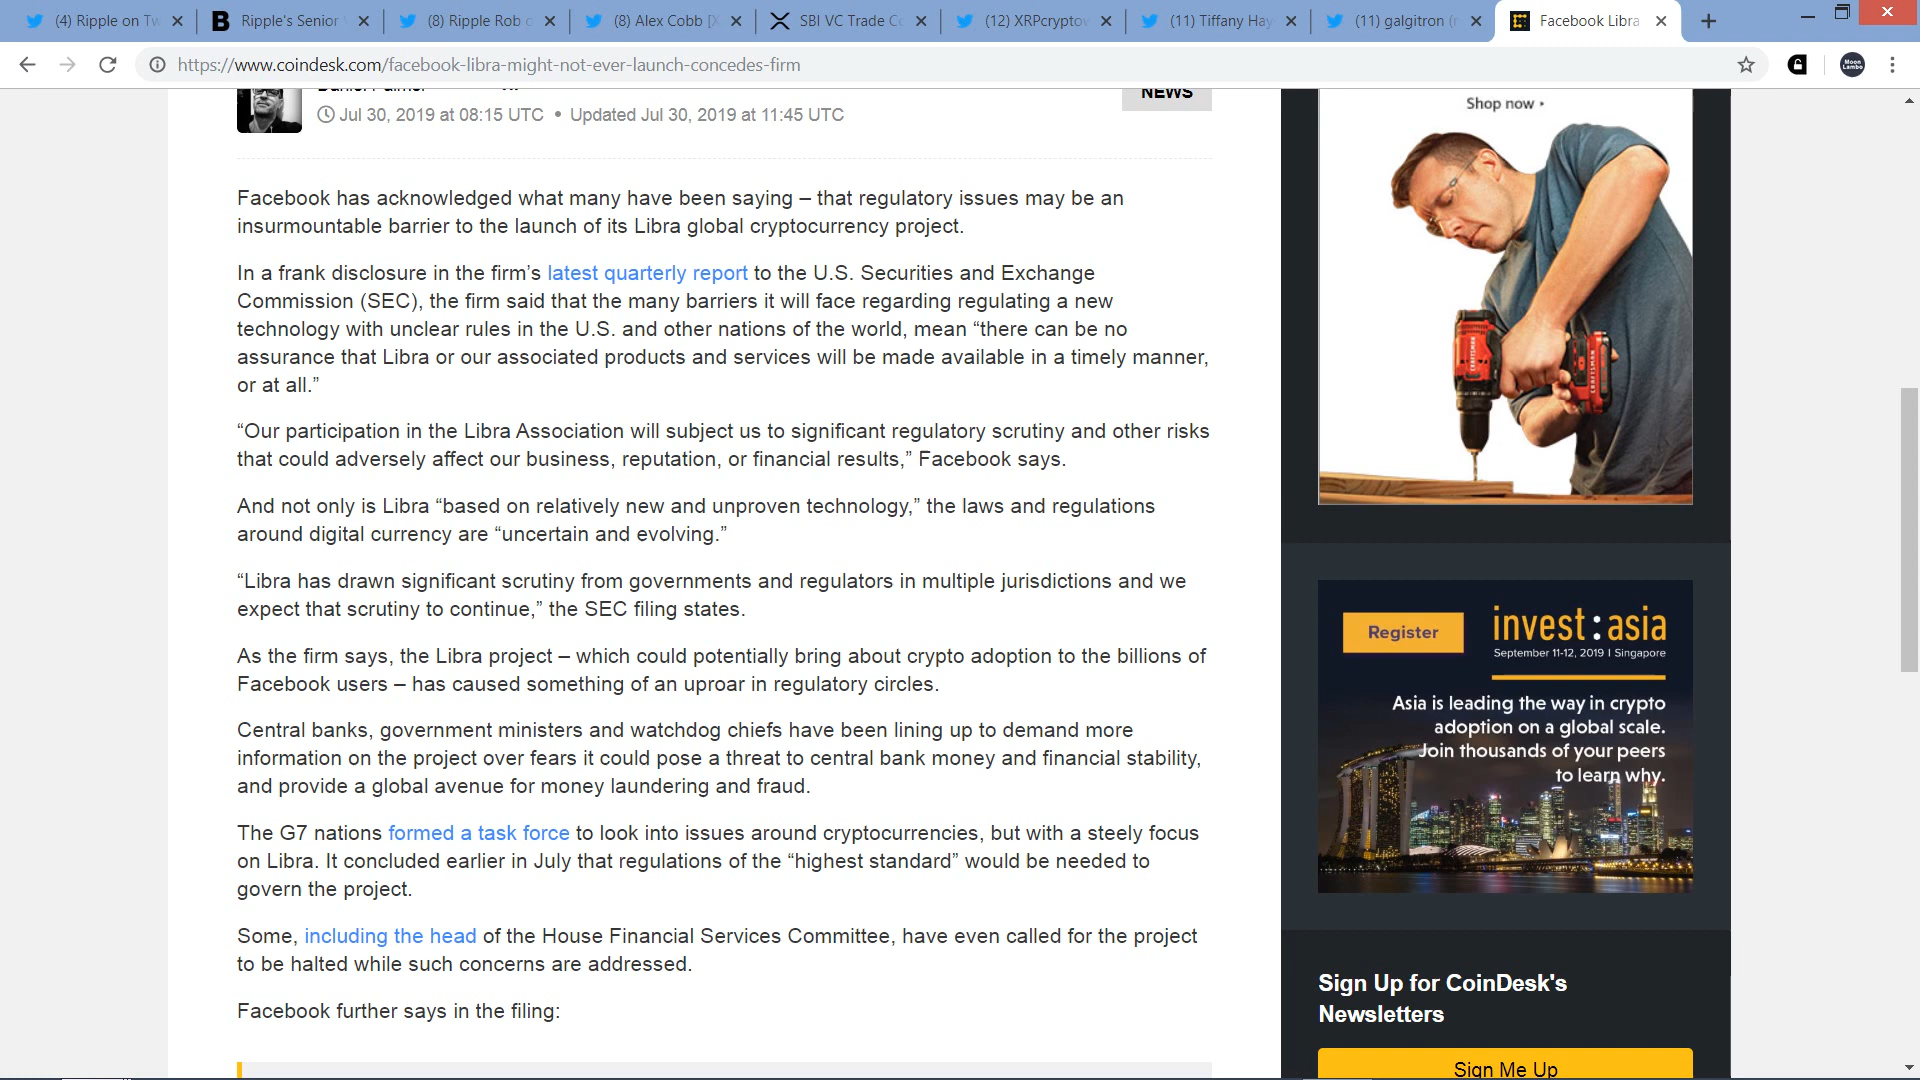 (4) Ripple on Tw
Ripple's Senior
(8) Ripple Rob
(8) Alex Cobb [X
SBI VC Trade C
(12) XRPcrypto
(11) Tiffany Hay
(11) galgitron (
Facebook Libra
https://www.coindesk.com/facebook-libra-might-not-ever-launch-concedes-firm
Moon Lambo
NEWS
Jul 30, 2019 at 08:15 UTC • Updated Jul 30, 2019 at 11:45 UTC
Facebook has acknowledged what many have been saying – that regulatory issues may be an
insurmountable barrier to the launch of its Libra global cryptocurrency project.
In a frank disclosure in the firm’s latest quarterly report to the U.S. Securities and Exchange
Commission (SEC), the firm said that the many barriers it will face regarding regulating a new
technology with unclear rules in the U.S. and other nations of the world, mean “there can be no
assurance that Libra or our associated products and services will be made available in a timely manner,
or at all.”
“Our participation in the Libra Association will subject us to significant regulatory scrutiny and other risks
that could adversely affect our business, reputation, or financial results,” Facebook says.
And not only is Libra “based on relatively new and unproven technology,” the laws and regulations
around digital currency are “uncertain and evolving.”
“Libra has drawn significant scrutiny from governments and regulators in multiple jurisdictions and we
expect that scrutiny to continue,” the SEC filing states.
As the firm says, the Libra project – which could potentially bring about crypto adoption to the billions of
Facebook users – has caused something of an uproar in regulatory circles.
Central banks, government ministers and watchdog chiefs have been lining up to demand more
information on the project over fears it could pose a threat to central bank money and financial stability,
and provide a global avenue for money laundering and fraud.
The G7 nations formed a task force to look into issues around cryptocurrencies, but with a steely focus
on Libra. It concluded earlier in July that regulations of the “highest standard” would be needed to
govern the project.
Some, including the head of the House Financial Services Committee, have even called for the project
to be halted while such concerns are addressed.
Facebook further says in the filing:
Shop now
CRAFTSMAN
CRAFTSMAN
Register
invest:asia
September 11-12, 2019 | Singapore
Asia is leading the way in crypto
adoption on a global scale.
Join thousands of your peers
to learn why.
Sign Up for CoinDesk's
Newsletters
Sign Me Up